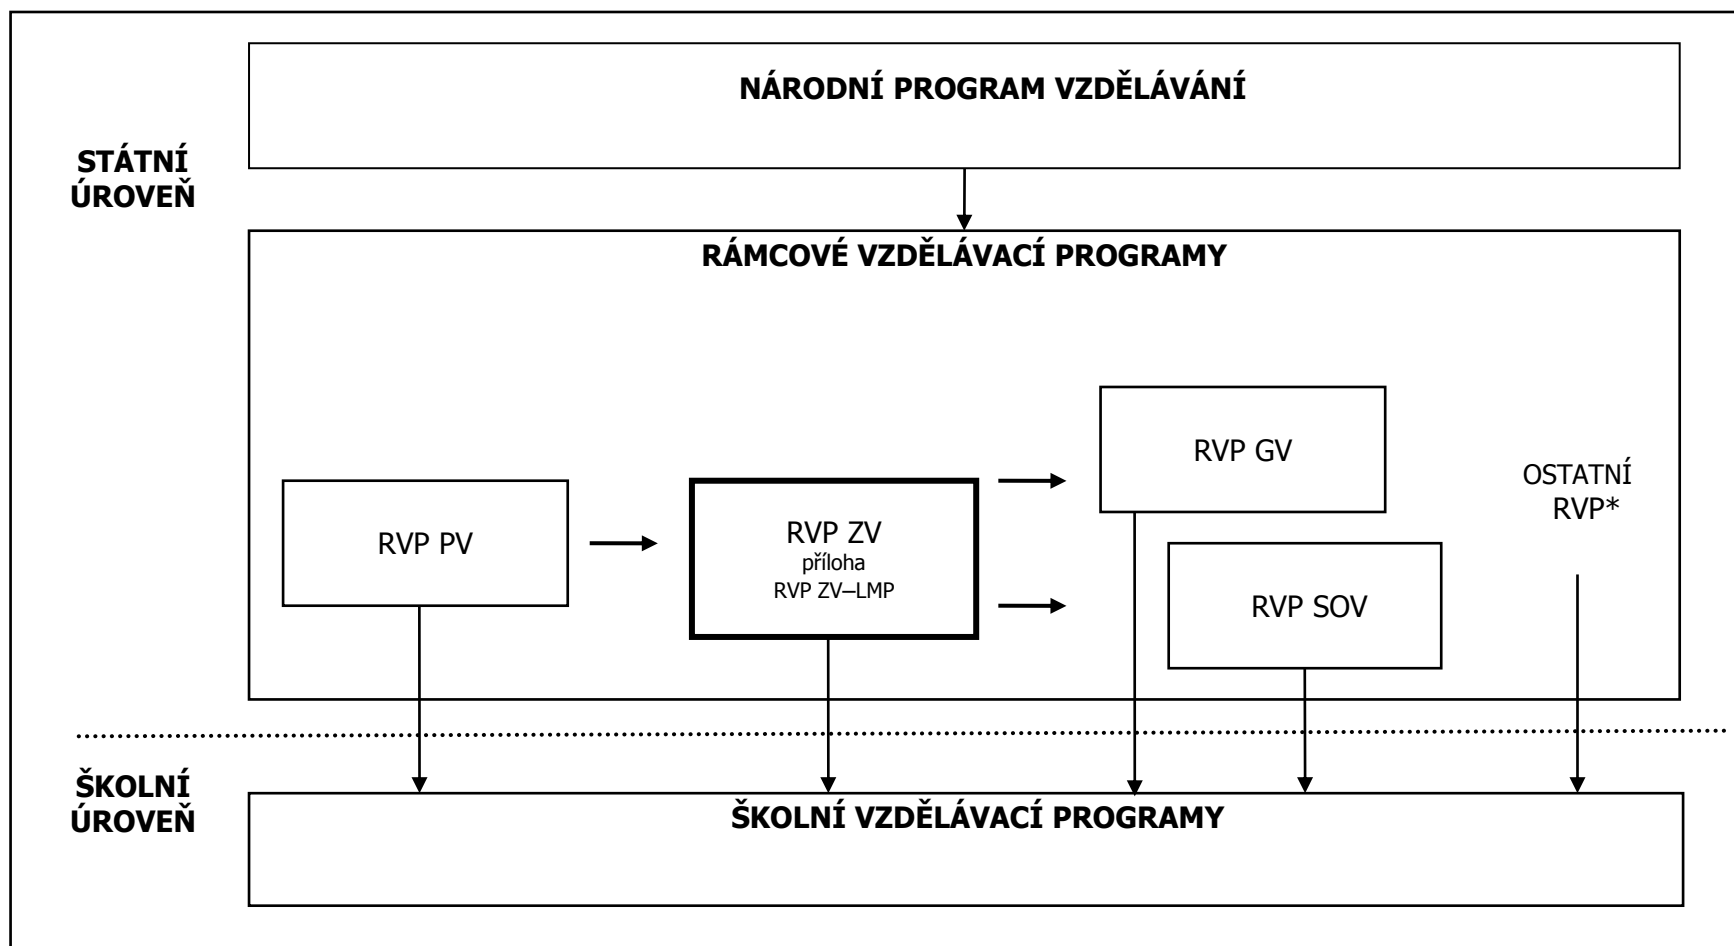 NÁRODNÍ PROGRAM VZDĚLÁVÁNÍ
STÁTNÍ
ÚROVEŇ
RÁMCOVÉ VZDĚLÁVACÍ PROGRAMY
RVP PV
RVP ZV
příloha
RVP ZV–LMP
RVP GV
RVP SOV
OSTATNÍ
RVP*
ŠKOLNÍ
ÚROVEŇ
ŠKOLNÍ VZDĚLÁVACÍ PROGRAMY